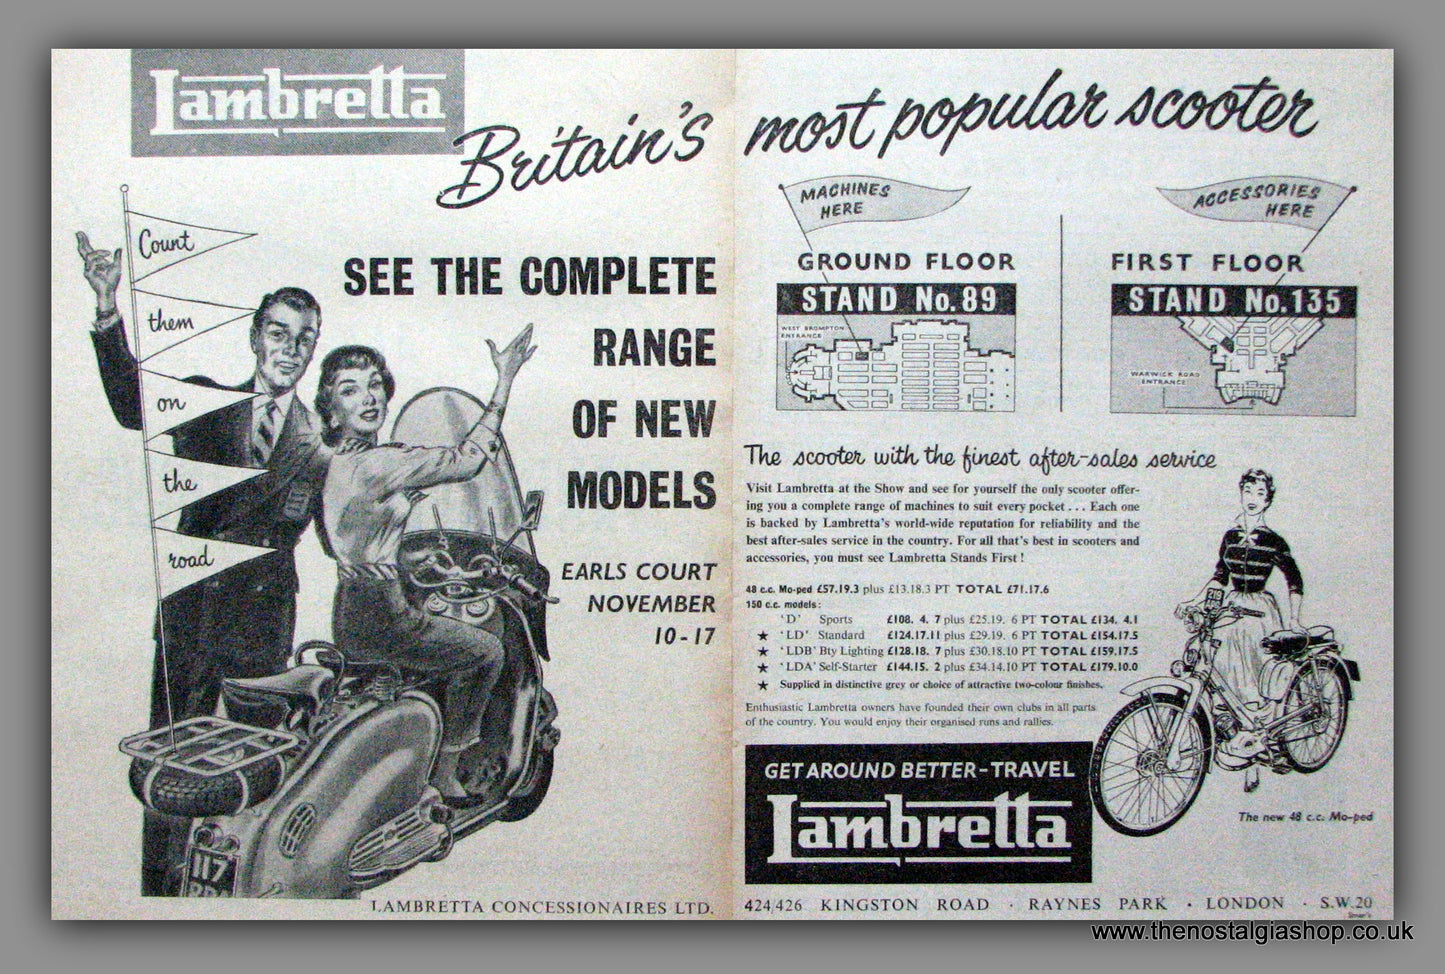 Lambretta
Britain's most popular scooter
Count
them
on
the
road
SEE THE COMPLETE
RANGE
OF NEW
MODELS
EARLS COURT
NOVEMBER
10-17
117
LAMBRETTA CONCESSIONAIRES LTD.
MACHINES
HERE
GROUND FLOOR
STAND No. 89
WEST BROMPTON
ENTRANCE
ACCESSORIES
HERE
FIRST FLOOR
STAND No. 135
WARWICK ROAD
ENTRANCE
The scooter with the finest after-sales service
Visit Lambretta at the Show and see for yourself the only scooter offer-
ing you a complete range of machines to suit every pocket . . . Each one
is backed by Lambretta's world-wide reputation for reliability and the
best after-sales service in the country. For all that's best in scooters and
accessories, you must see Lambretta Stands First !
48 c.c. Mo-ped £57.19.3 plus £13.18.3 PT TOTAL £71.17.6
150 c.c. models:
'D' Sports £108. 4. 7 plus £25.19. 6 PT TOTAL £134. 4.1
★ 'LD' Standard £124.17.11 plus £29.19. 6 PT TOTAL £154.17.5
★ 'LDB' Bty Lighting £128.18. 7 plus £30.18.10 PT TOTAL £159.17.5
★ 'LDA' Self-Starter £144.15. 2 plus £34.14.10 PT TOTAL £179.10.0
★ Supplied in distinctive grey or choice of attractive two-colour finishes.
Enthusiastic Lambretta owners have founded their own clubs in all parts
of the country. You would enjoy their organised runs and rallies.
GET AROUND BETTER-TRAVEL
Lambretta
The new 48 c.c. Mo-ped
424/426 KINGSTON ROAD · RAYNES PARK · LONDON · S.W.20
www.thenostalgiashop.co.uk